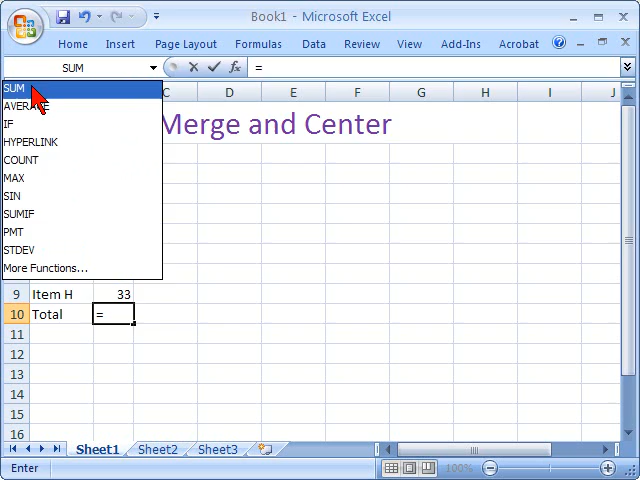 Book1 - Microsoft Excel
Home Insert Page Layout Formulas Data Review View Add-Ins Acrobat
SUM =
SUM
AVERAGE
IF
HYPERLINK
COUNT
MAX
SIN
SUMIF
PMT
STDEV
More Functions...
C D E F G H I J
Merge and Center
9 Item H 33
10 Total =
11
12
13
14
15
16
Sheet1 Sheet2 Sheet3
Enter 100%